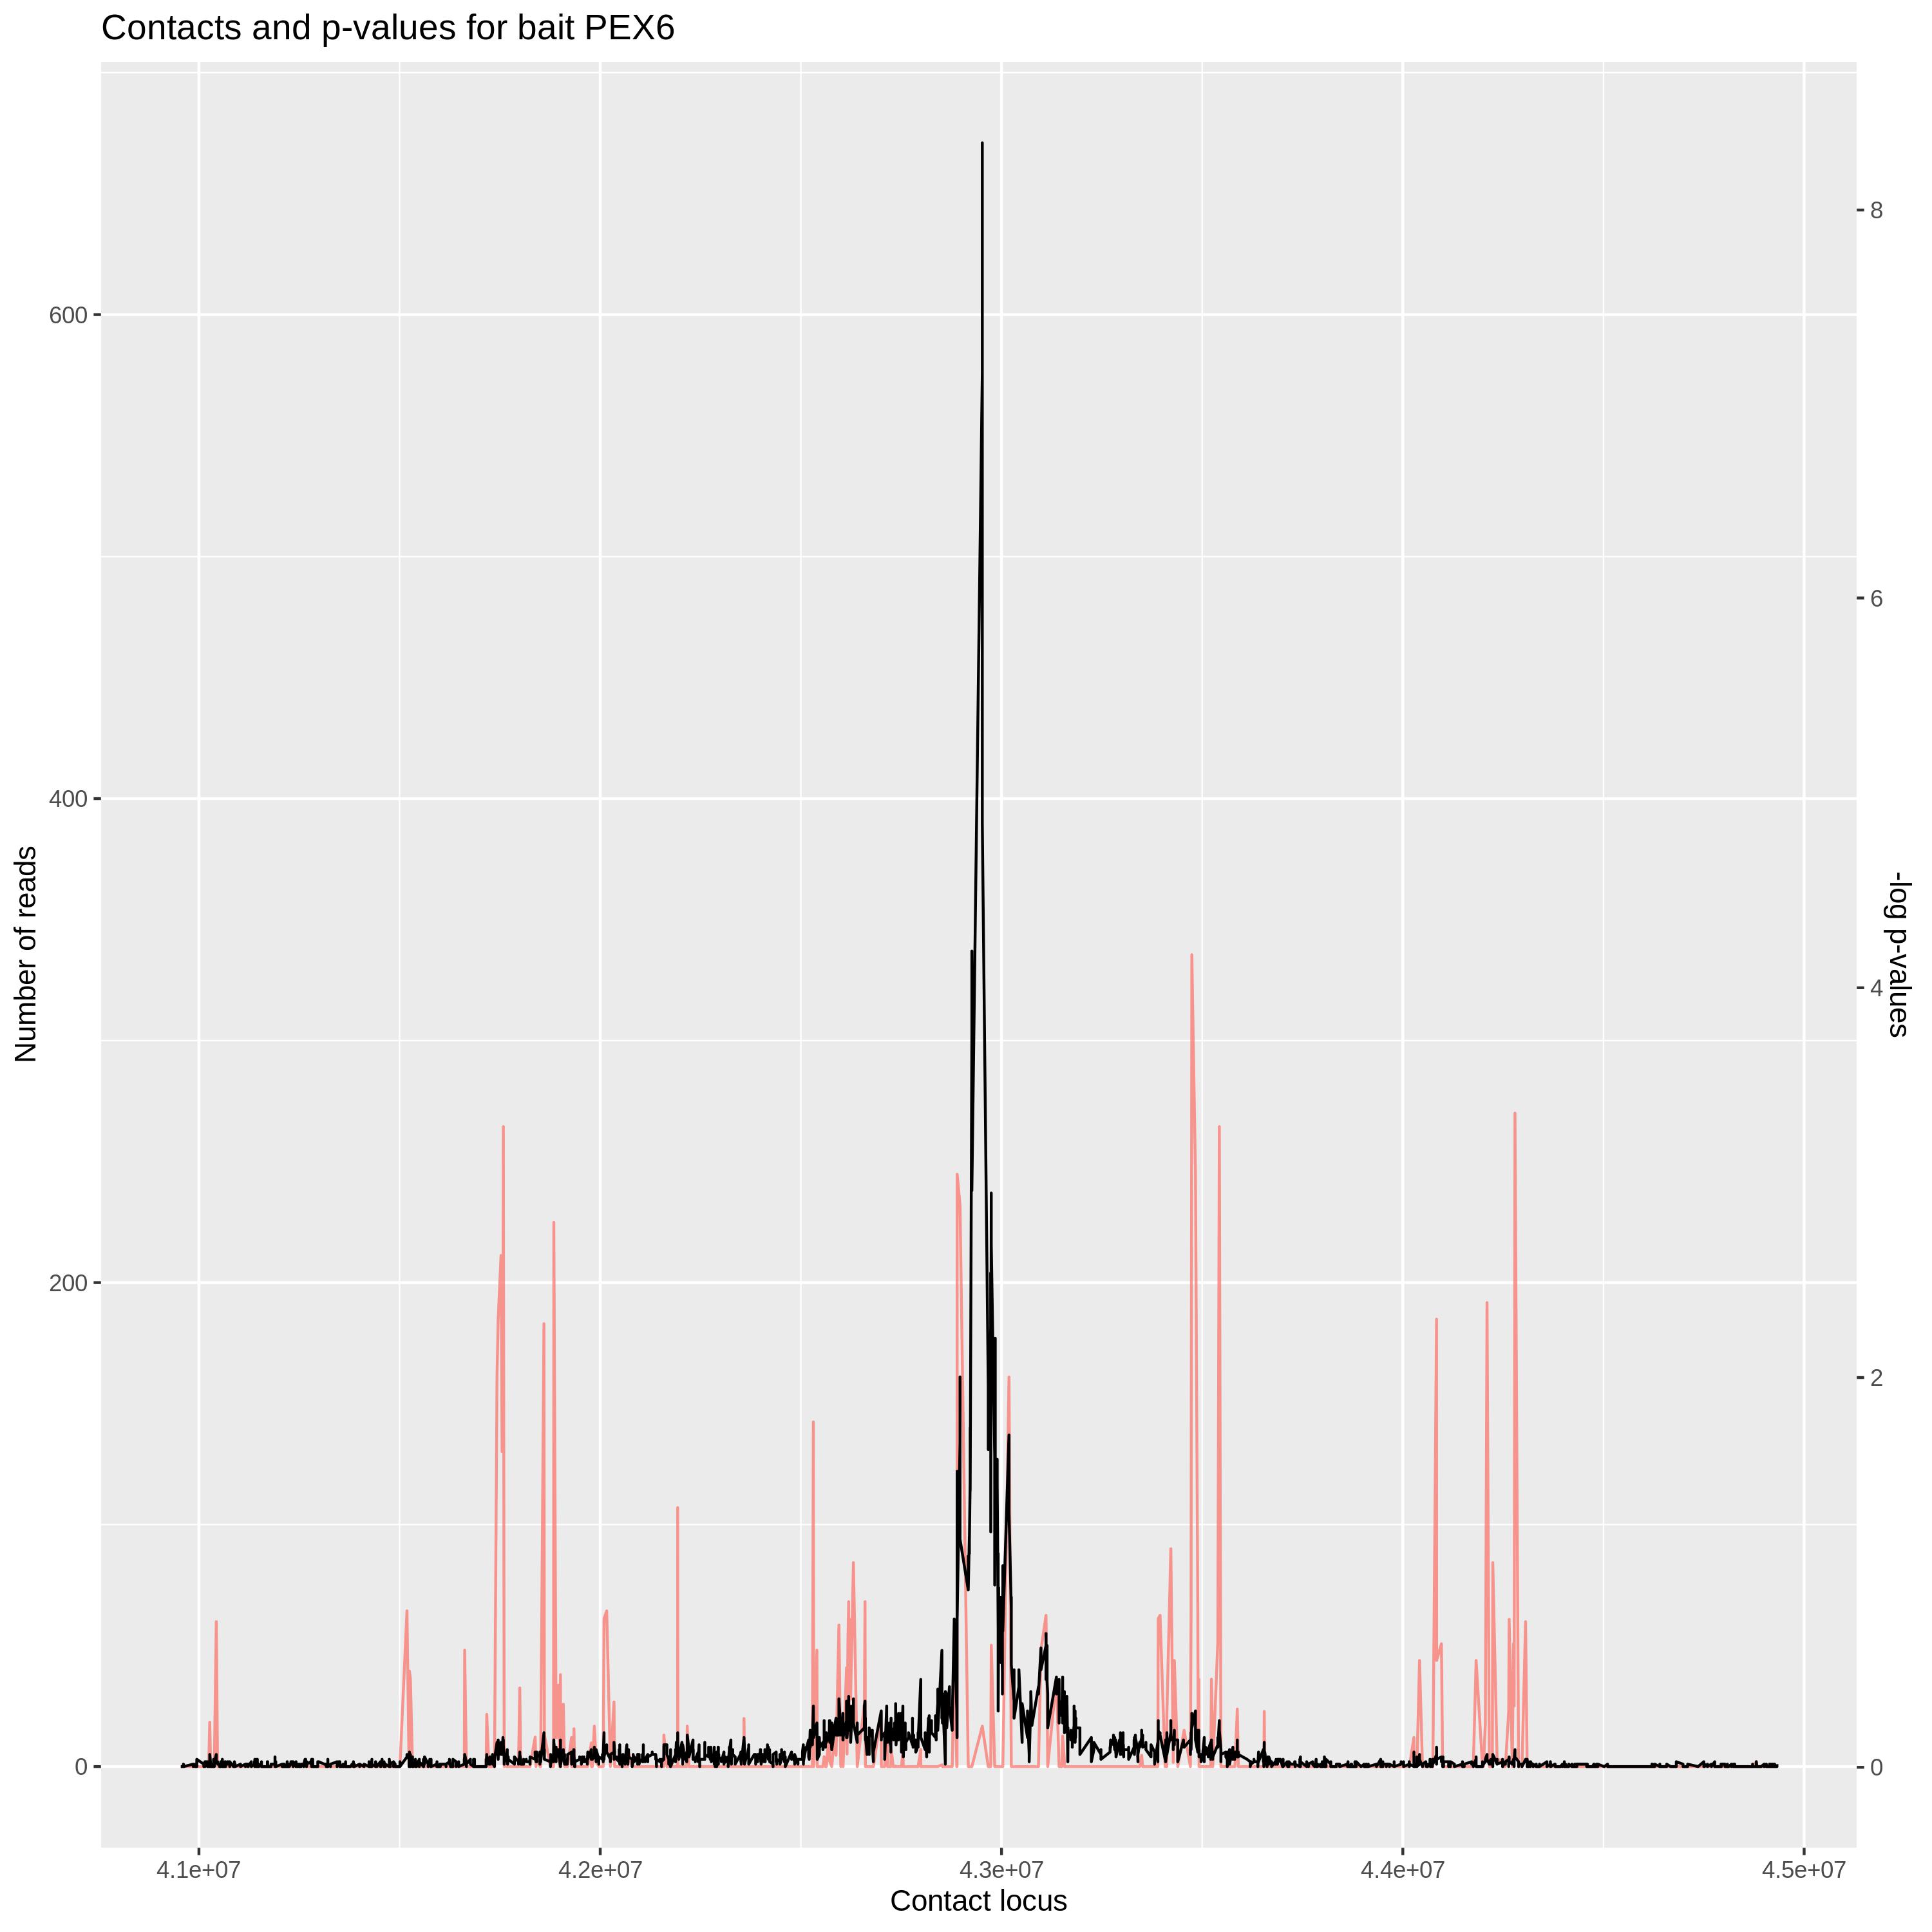 Contacts and p-values for bait PEX6
600
400
200
0
Number of reads
8
6
4
2
0
-log p-values
4.1e+07
4.2e+07
4.3e+07
4.4e+07
4.5e+07
Contact locus